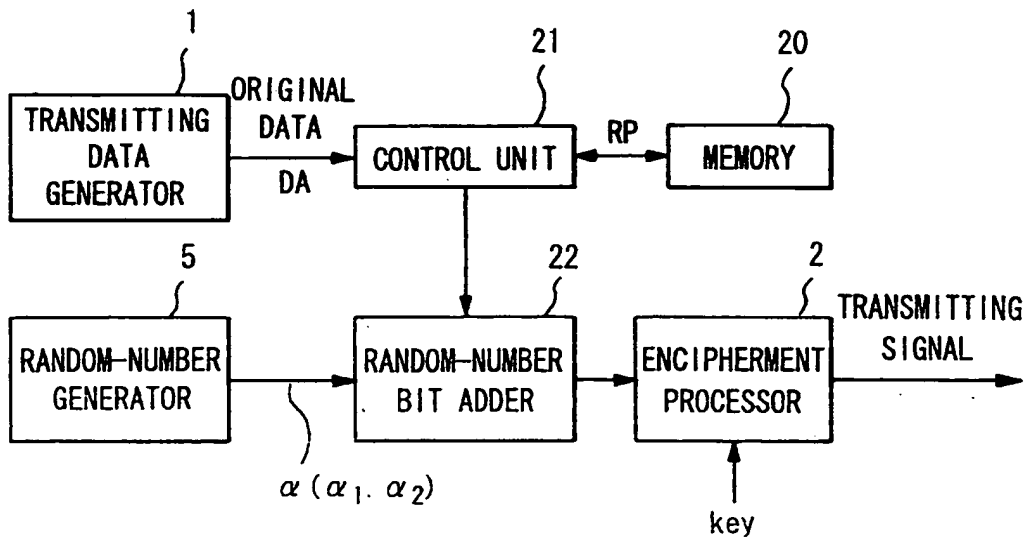 1
21
20
TRANSMITTING
DATA
GENERATOR
ORIGINAL
DATA
DA
CONTROL UNIT
RP
MEMORY
5
22
2
RANDOM-NUMBER
GENERATOR
α(α₁. α₂)
RANDOM-NUMBER
BIT ADDER
ENCIPHERMENT
PROCESSOR
TRANSMITTING
SIGNAL
key